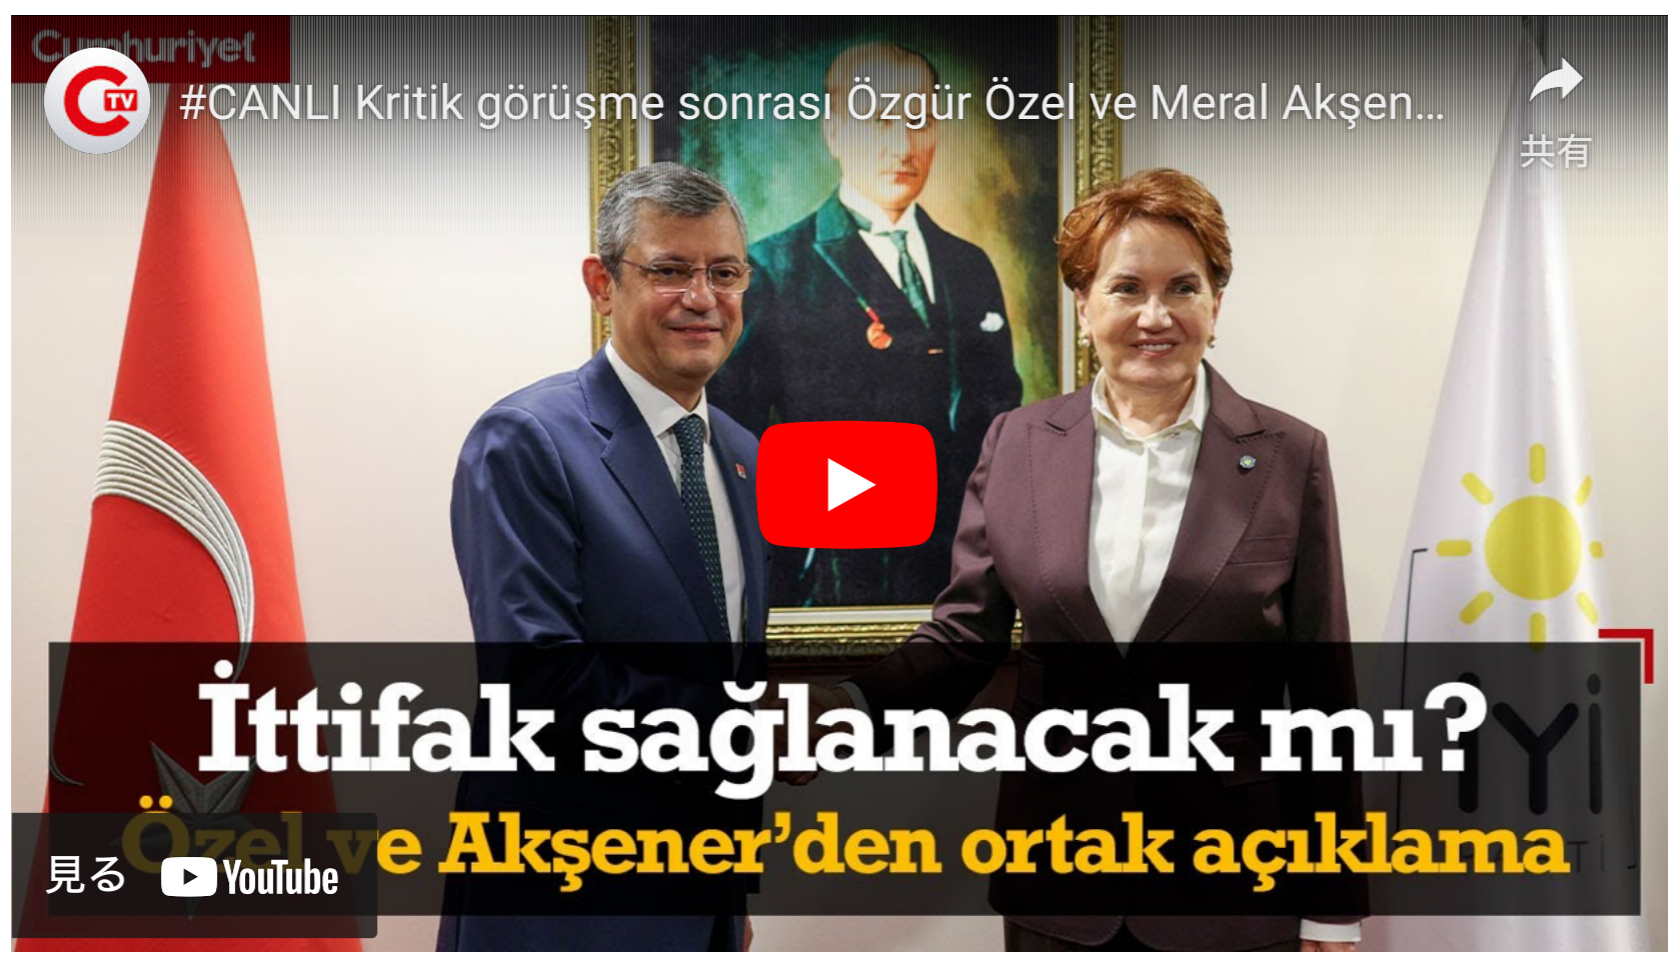 Cumhuriyet
TV
#CANLI Kritik görüşme sonrası Özgür Özel ve Meral Akşen...
共有
İYİ
İttifak sağlanacak mı?
Özel ve Akşener’den ortak açıklama
見る YouTube